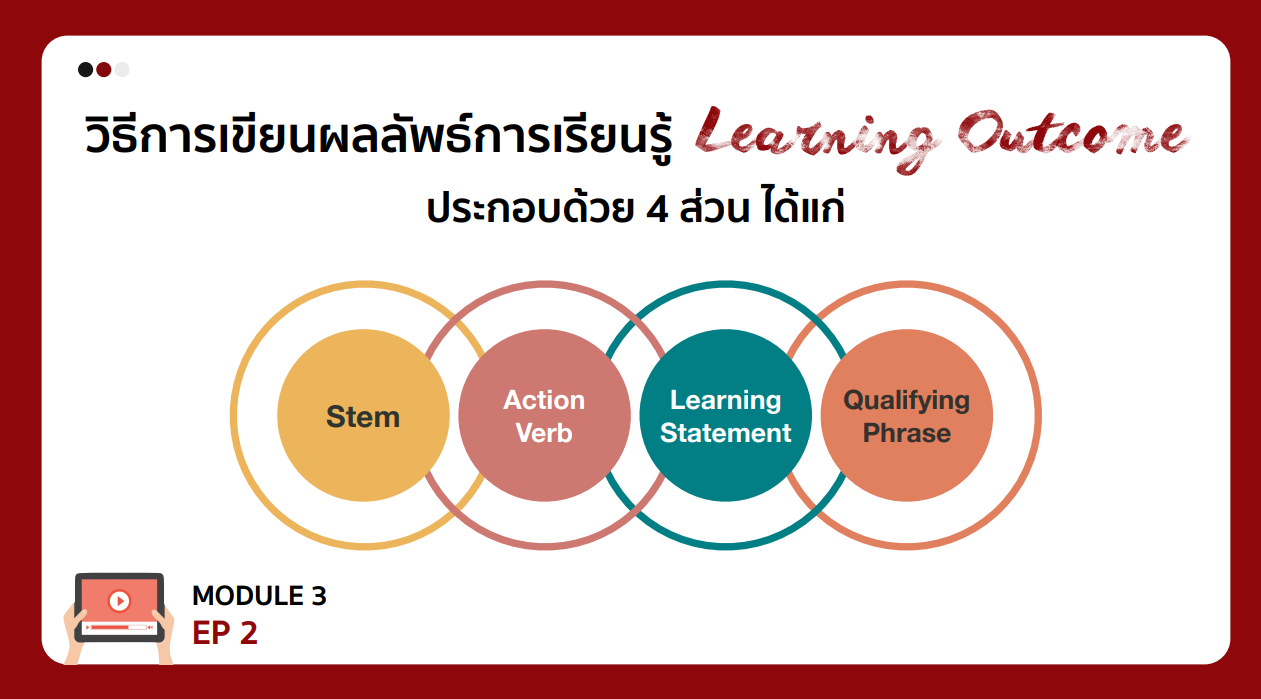 วิธีการเขียนผลลัพธ์การเรียนรู้ Learning Outcome
ประกอบด้วย 4 ส่วน ได้แก่
Stem
Action
Verb
Learning
Statement
Qualifying
Phrase
MODULE 3
EP 2